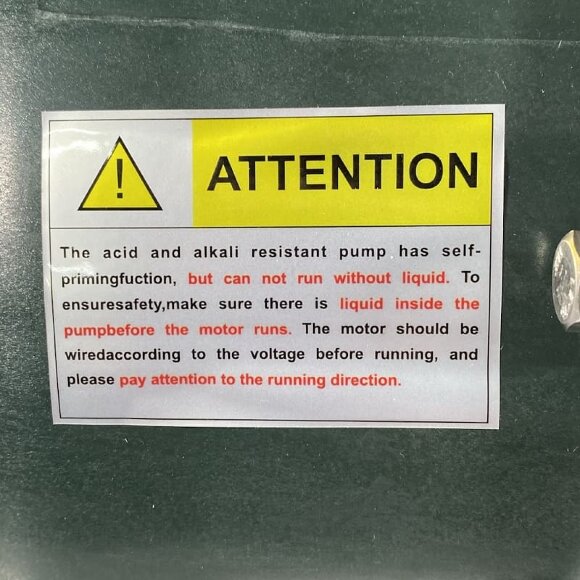 !
ATTENTION
The acid and alkali resistant pump has self-
primingfuction, but can not run without liquid. To
ensuresafety,make sure there is liquid inside the
pumpbefore the motor runs. The motor should be
wiredaccording to the voltage before running, and
please pay attention to the running direction.